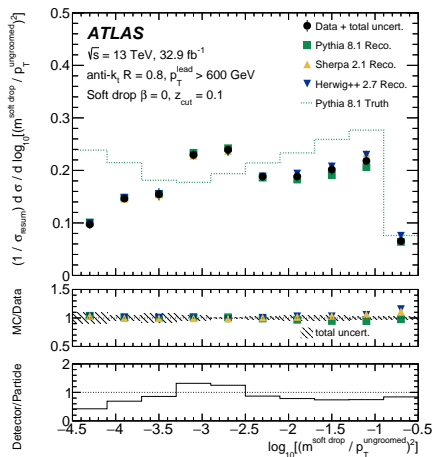 ATLAS
√s = 13 TeV, 32.9 fb⁻¹
anti-kₜ R = 0.8, p_T^lead > 600 GeV
Soft drop β = 0, z_cut = 0.1
Data + total uncert.
Pythia 8.1 Reco.
Sherpa 2.1 Reco.
Herwig++ 2.7 Reco.
Pythia 8.1 Truth
(1 / σ_resum) d σ / d log₁₀[(m^soft drop / p_T^ungroomed)²]
0.5
0.4
0.3
0.2
0.1
0
MC/Data
1.5
1
0.5
total uncert.
Detector/Particle
2
1
0
−4.5 −4 −3.5 −3 −2.5 −2 −1.5 −1 −0.5
log₁₀[(m^soft drop / p_T^ungroomed)²]